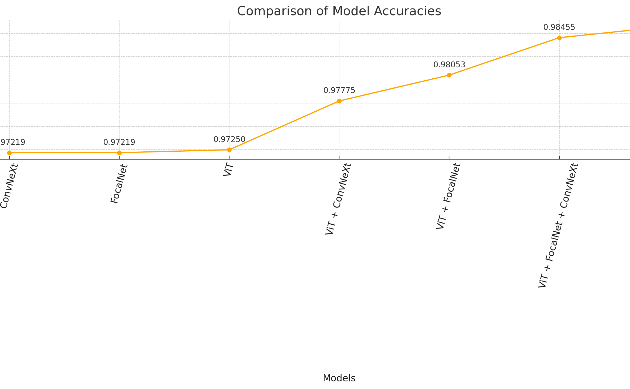 Comparison of Model Accuracies
0.98455
0.98053
0.97775
0.97250
0.97219
97219
ConvNeXt
FocalNet
ViT
ViT + ConvNeXt
ViT + FocalNet
ViT + FocalNet + ConvNeXt
Models